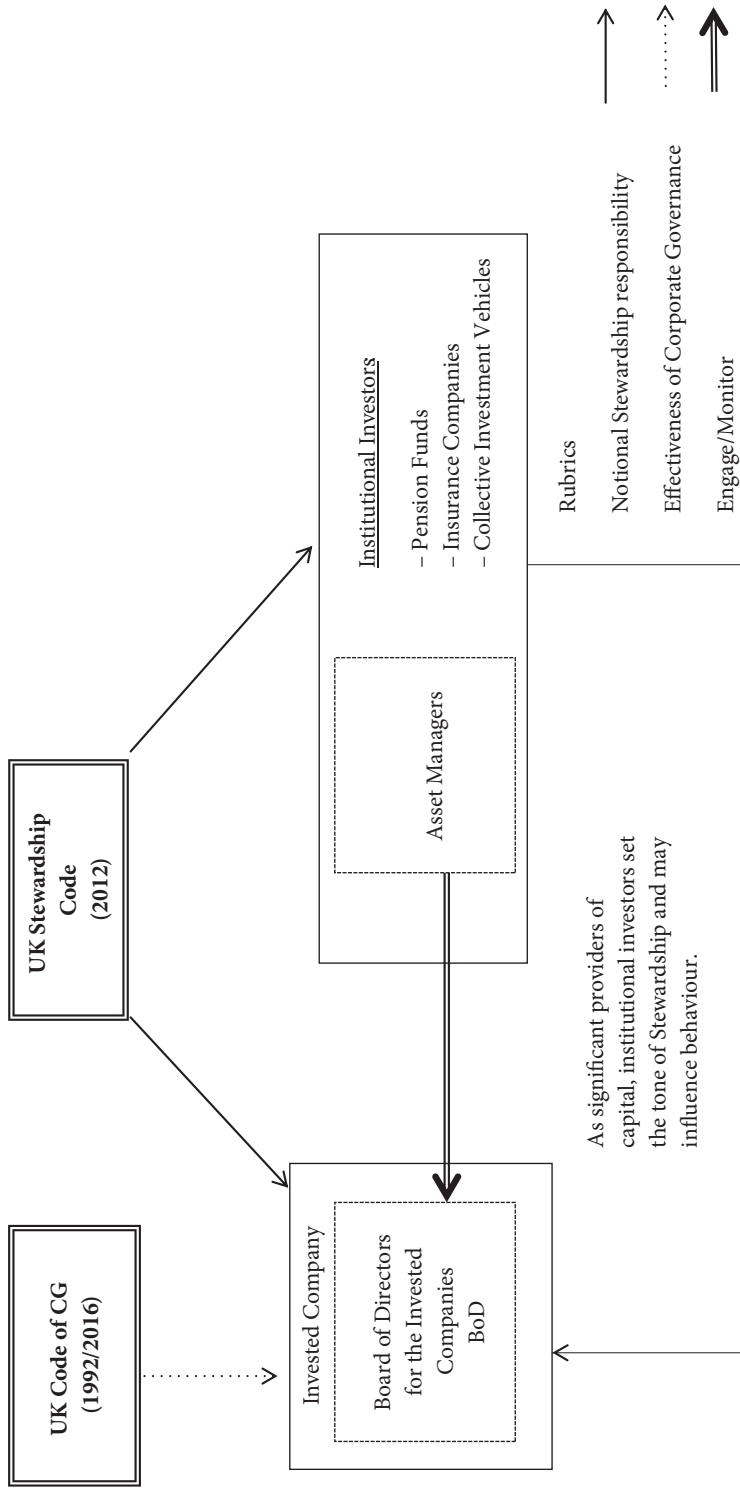 UK Code of CG
(1992/2016)
UK Stewardship
Code
(2012)
Invested Company
Board of Directors
for the Invested
Companies
BoD
Asset Managers
Institutional Investors
– Pension Funds
– Insurance Companies
– Collective Investment Vehicles
As significant providers of
capital, institutional investors set
the tone of Stewardship and may
influence behaviour.
Rubrics
Notional Stewardship responsibility
Effectiveness of Corporate Governance
Engage/Monitor